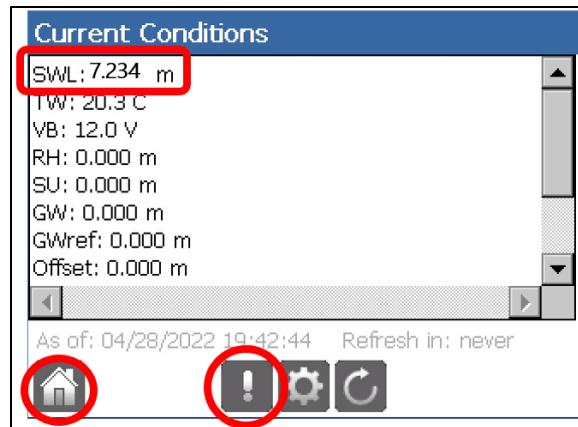 Current Conditions
SWL: 7.234 m
TW: 20.3 C
VB: 12.0 V
RH: 0.000 m
SU: 0.000 m
GW: 0.000 m
GWref: 0.000 m
Offset: 0.000 m
As of: 04/28/2022 19:42:44 Refresh in: never